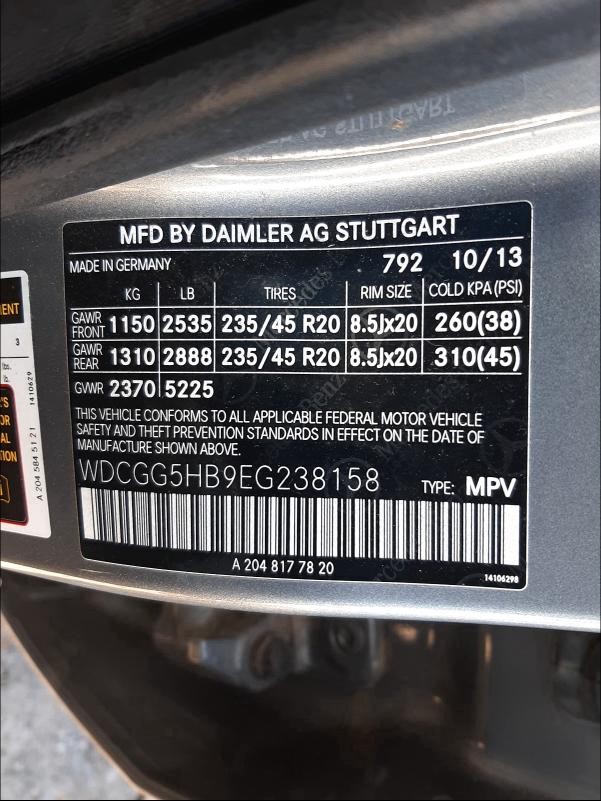 MFD BY DAIMLER AG STUTTGART
MADE IN GERMANY 792 10/13
KG LB TIRES RIM SIZE COLD KPA (PSI)
GAWR FRONT 1150 2535 235/45 R20 8.5Jx20 260(38)
GAWR REAR 1310 2888 235/45 R20 8.5Jx20 310(45)
GVWR 2370 5225
THIS VEHICLE CONFORMS TO ALL APPLICABLE FEDERAL MOTOR VEHICLE
SAFETY AND THEFT PREVENTION STANDARDS IN EFFECT ON THE DATE OF
MANUFACTURE SHOWN ABOVE.
WDCGG5HB9EG238158 TYPE: MPV
A 204 817 78 20
14106298
3
lbs.
lb.
1410629
A 204 584 51 21